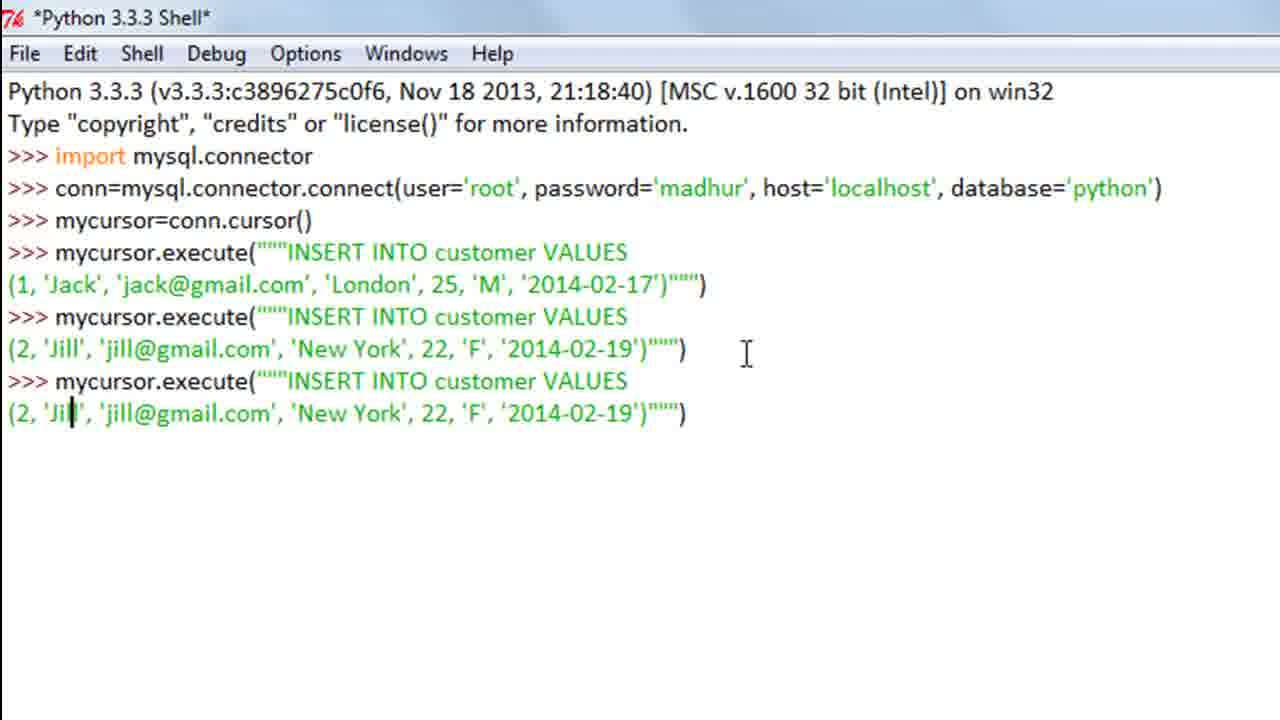 *Python 3.3.3 Shell*
File Edit Shell Debug Options Windows Help
Python 3.3.3 (v3.3.3:c3896275c0f6, Nov 18 2013, 21:18:40) [MSC v.1600 32 bit (Intel)] on win32
Type "copyright", "credits" or "license()" for more information.
>>> import mysql.connector
>>> conn=mysql.connector.connect(user='root', password='madhur', host='localhost', database='python')
>>> mycursor=conn.cursor()
>>> mycursor.execute("""INSERT INTO customer VALUES
(1, 'Jack', 'jack@gmail.com', 'London', 25, 'M', '2014-02-17')""")
>>> mycursor.execute("""INSERT INTO customer VALUES
(2, 'Jill', 'jill@gmail.com', 'New York', 22, 'F', '2014-02-19')""")
>>> mycursor.execute("""INSERT INTO customer VALUES
(2, 'Jill', 'jill@gmail.com', 'New York', 22, 'F', '2014-02-19')""")